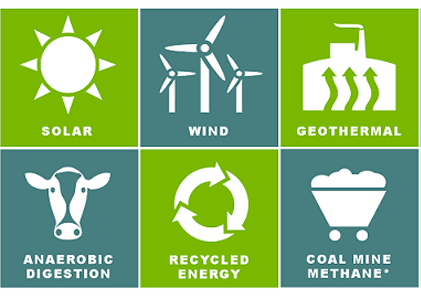 SOLAR
WIND
GEOTHERMAL
ANAEROBIC
DIGESTION
RECYCLED
ENERGY
COAL MINE
METHANE*